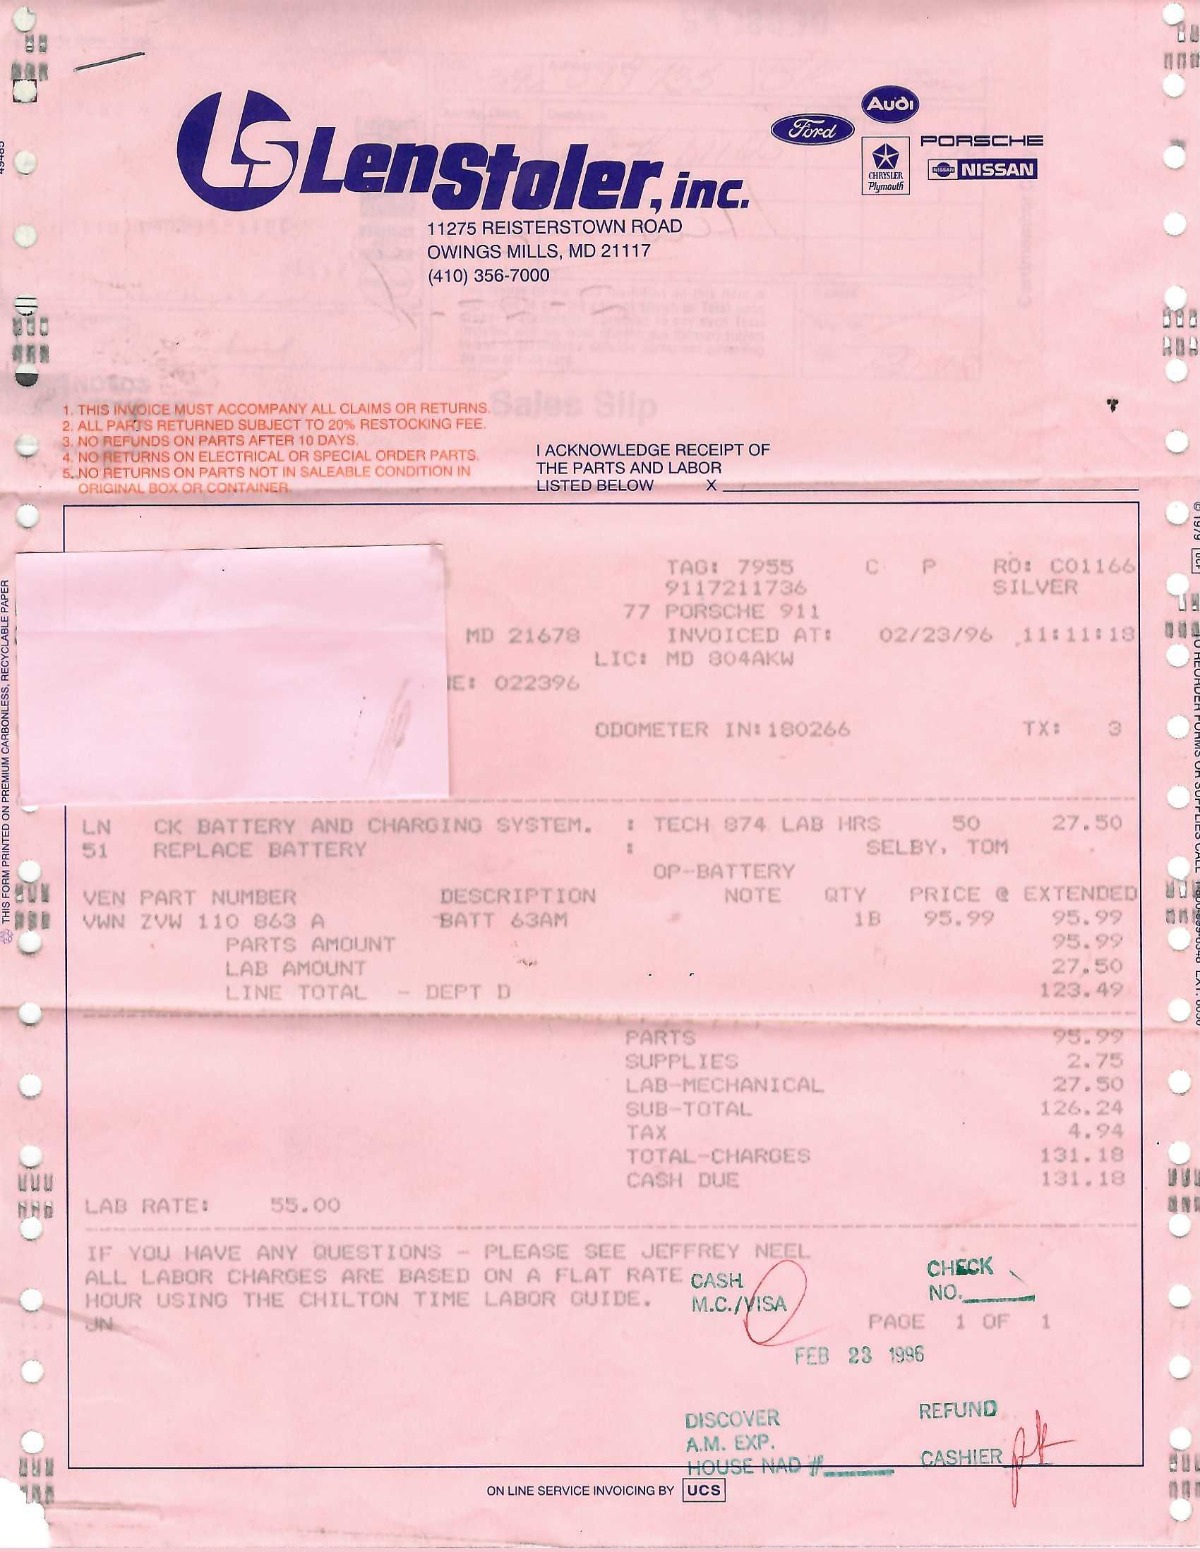 LS LenStoler, inc.
Ford
Audi
CHRYSLER
Plymouth
PORSCHE
NISSAN
11275 REISTERSTOWN ROAD
OWINGS MILLS, MD 21117
(410) 356-7000
Sales Slip
1. THIS INVOICE MUST ACCOMPANY ALL CLAIMS OR RETURNS.
2. ALL PARTS RETURNED SUBJECT TO 20% RESTOCKING FEE.
3. NO REFUNDS ON PARTS AFTER 10 DAYS.
4. NO RETURNS ON ELECTRICAL OR SPECIAL ORDER PARTS.
5. NO RETURNS ON PARTS NOT IN SALEABLE CONDITION IN
ORIGINAL BOX OR CONTAINER.
I ACKNOWLEDGE RECEIPT OF
THE PARTS AND LABOR
LISTED BELOW X
TAG: 7955 C P RO: C01166
9117211736 SILVER
77 PORSCHE 911
MD 21678 INVOICED AT: 02/23/96 11:11:18
LIC: MD 804AKW
E: 022396
ODOMETER IN:180266 TX: 3
LN CK BATTERY AND CHARGING SYSTEM. : TECH 874 LAB HRS 50 27.50
51 REPLACE BATTERY : SELBY, TOM
OP-BATTERY
VEN PART NUMBER DESCRIPTION NOTE QTY PRICE @ EXTENDED
VWN ZVW 110 863 A BATT 63AM 1B 95.99 95.99
PARTS AMOUNT 95.99
LAB AMOUNT 27.50
LINE TOTAL - DEPT D 123.49
PARTS 95.99
SUPPLIES 2.75
LAB-MECHANICAL 27.50
SUB-TOTAL 126.24
TAX 4.94
TOTAL-CHARGES 131.18
CASH DUE 131.18
LAB RATE: 55.00
IF YOU HAVE ANY QUESTIONS - PLEASE SEE JEFFREY NEEL
ALL LABOR CHARGES ARE BASED ON A FLAT RATE
HOUR USING THE CHILTON TIME LABOR GUIDE.
JN
PAGE 1 OF 1
CASH
M.C./VISA
CHECK
NO.
FEB 23 1996
DISCOVER
A.M. EXP.
HOUSE NAD #
REFUND
CASHIER
ON LINE SERVICE INVOICING BY UCS
THIS FORM PRINTED ON PREMIUM CARBONLESS, RECYCLABLE PAPER